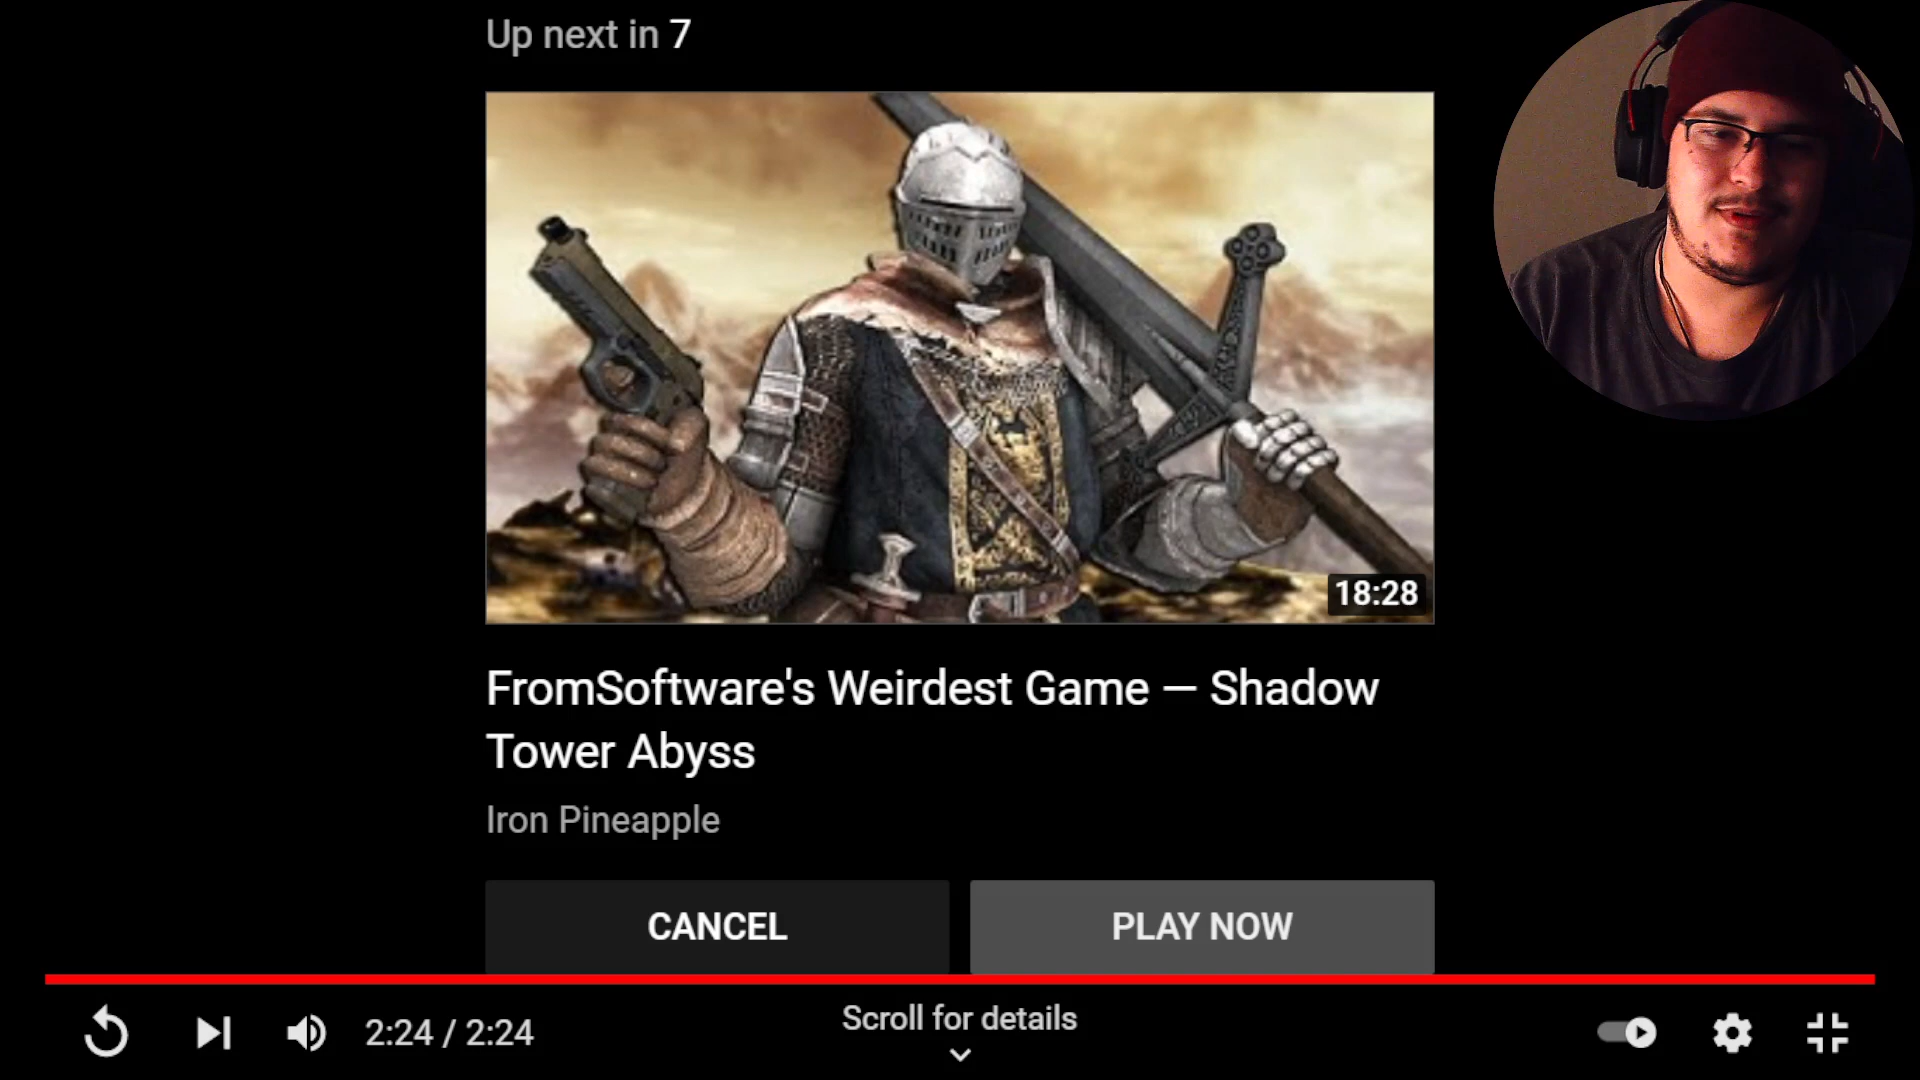 Up next in 7
18:28
FromSoftware's Weirdest Game — Shadow
Tower Abyss
Iron Pineapple
CANCEL
PLAY NOW
Scroll for details
2:24 / 2:24